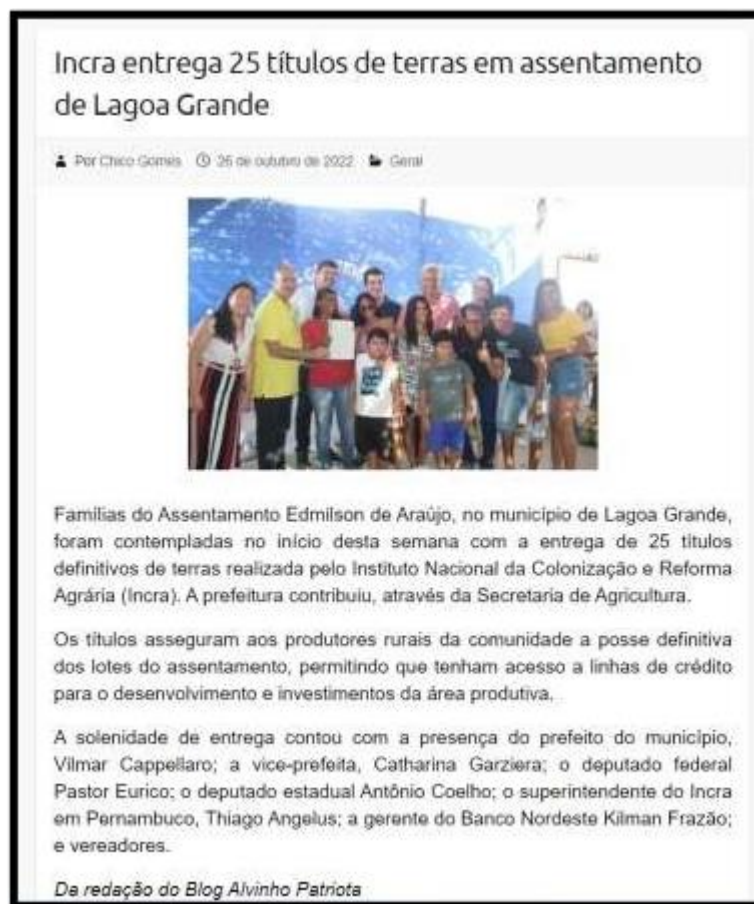 Incra entrega 25 títulos de terras em assentamento
de Lagoa Grande
Por Chico Gomes 26 de outubro de 2022 Geral
Famílias do Assentamento Edmilson de Araújo, no município de Lagoa Grande,
foram contempladas no início desta semana com a entrega de 25 títulos
definitivos de terras realizada pelo Instituto Nacional da Colonização e Reforma
Agrária (Incra). A prefeitura contribuiu, através da Secretaria de Agricultura.
Os títulos asseguram aos produtores rurais da comunidade a posse definitiva
dos lotes do assentamento, permitindo que tenham acesso a linhas de crédito
para o desenvolvimento e investimentos da área produtiva.
A solenidade de entrega contou com a presença do prefeito do município,
Vilmar Cappellaro; a vice-prefeita, Catharina Garziera; o deputado federal
Pastor Eurico; o deputado estadual Antônio Coelho; o superintendente do Incra
em Pernambuco, Thiago Angelus; a gerente do Banco Nordeste Kilman Frazão;
e vereadores.
Da redação do Blog Alvinho Patriota